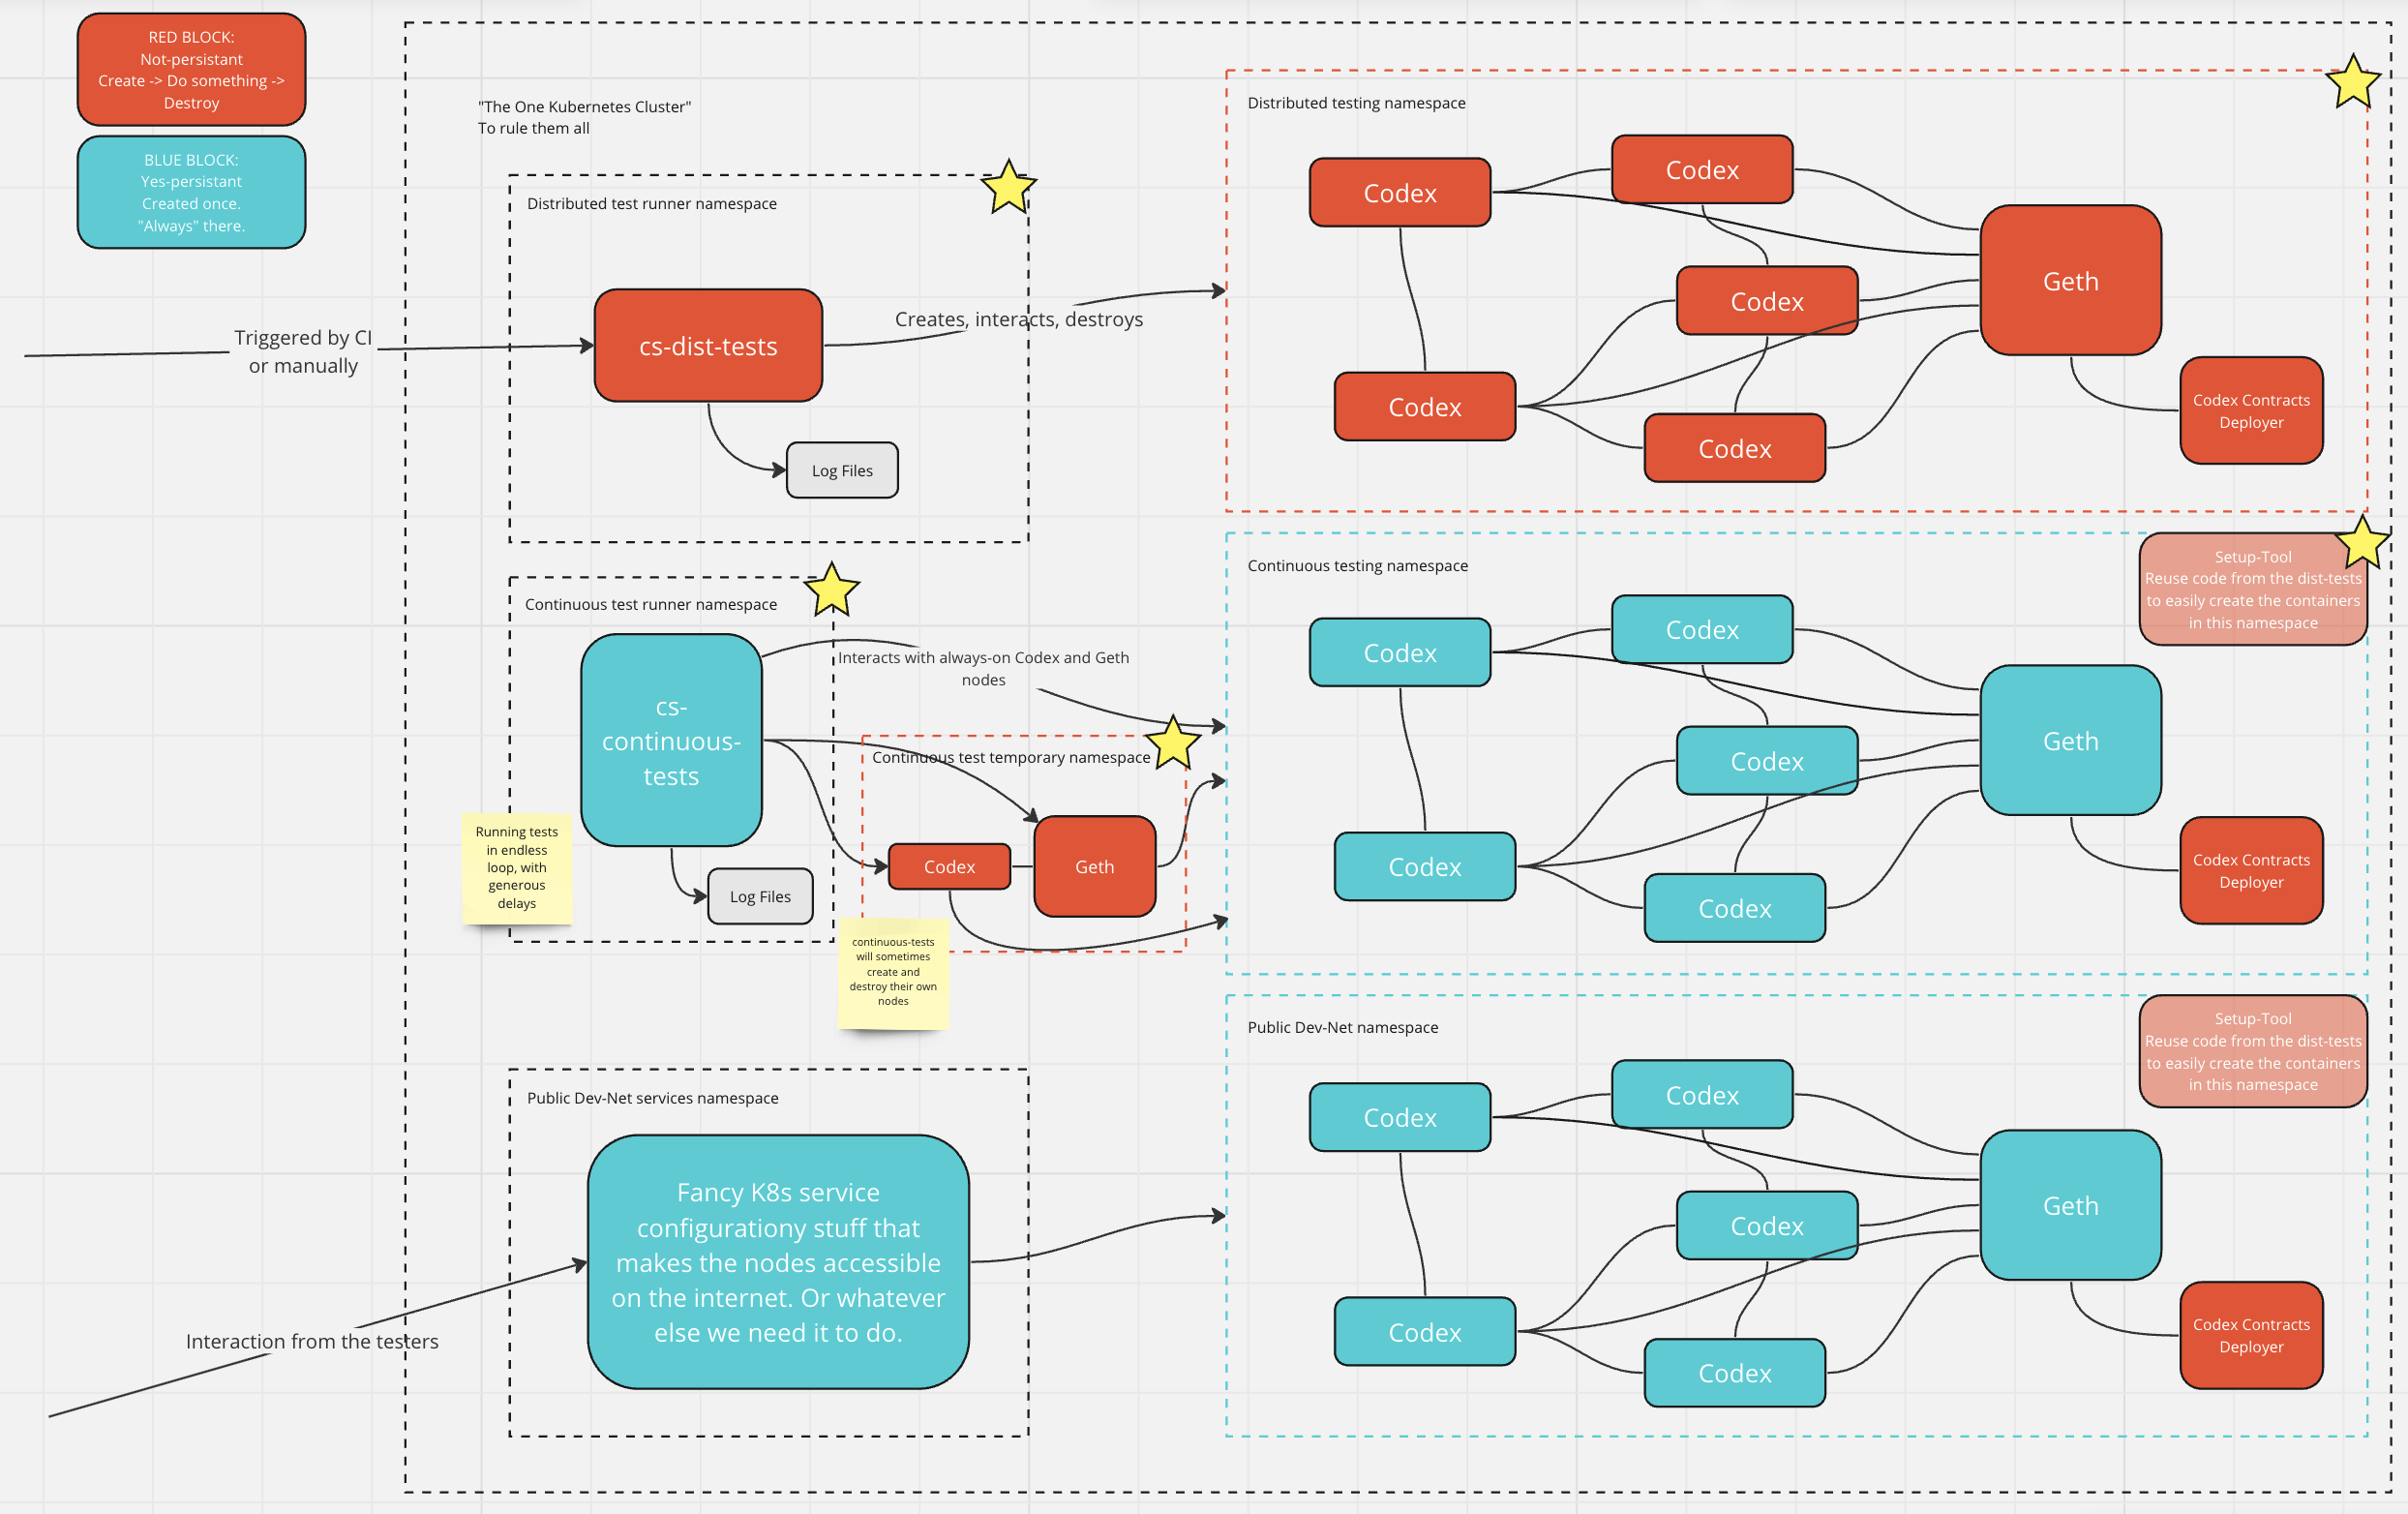 RED BLOCK:
Not-persistant
Create -> Do something ->
Destroy
BLUE BLOCK:
Yes-persistant
Created once.
"Always" there.
"The One Kubernetes Cluster"
To rule them all
Distributed test runner namespace
Triggered by CI
or manually
cs-dist-tests
Creates, interacts, destroys
Log Files
Distributed testing namespace
Codex
Codex
Codex
Geth
Codex
Codex
Codex Contracts
Deployer
Continuous test runner namespace
cs-
continuous-
tests
Running tests
in endless
loop, with
generous
delays
Log Files
Interacts with always-on Codex and Geth
nodes
Continuous test temporary namespace
Codex
Geth
continuous-tests
will sometimes
create and
destroy their own
nodes
Continuous testing namespace
Setup-Tool
Reuse code from the dist-tests
to easily create the containers
in this namespace
Codex
Codex
Codex
Geth
Codex
Codex
Codex Contracts
Deployer
Public Dev-Net services namespace
Fancy K8s service
configurationy stuff that
makes the nodes accessible
on the internet. Or whatever
else we need it to do.
Interaction from the testers
Public Dev-Net namespace
Setup-Tool
Reuse code from the dist-tests
to easily create the containers
in this namespace
Codex
Codex
Codex
Geth
Codex
Codex
Codex Contracts
Deployer